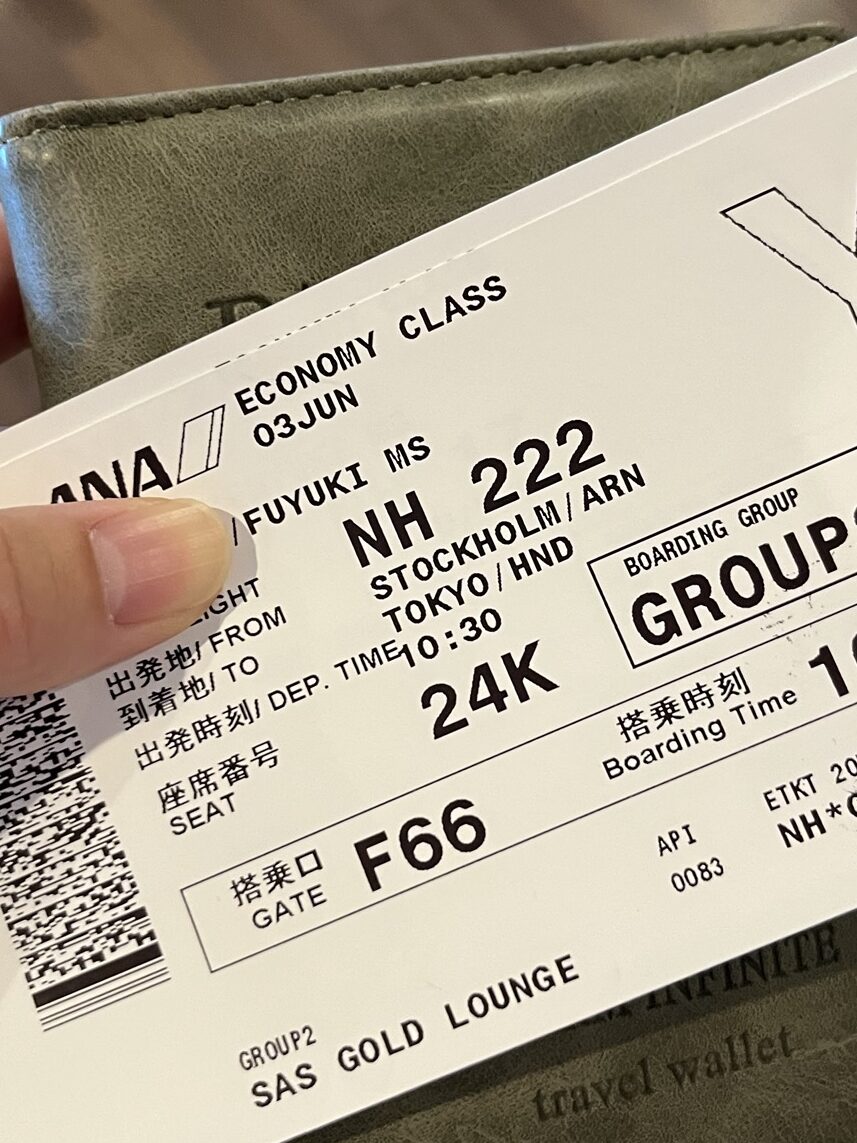 ANA
ECONOMY CLASS
03JUN
/FUYUKI MS
NH 222
出発地/ FROM STOCKHOLM/ARN
到着地/ TO TOKYO/HND
出発時刻/ DEP. TIME 10:30
座席番号
SEAT
24K
BOARDING GROUP
GROUP
搭乗時刻
Boarding Time
搭乗口
GATE
F66
API
0083
ETKT
GROUP2
SAS GOLD LOUNGE
INFINITE
travel wallet